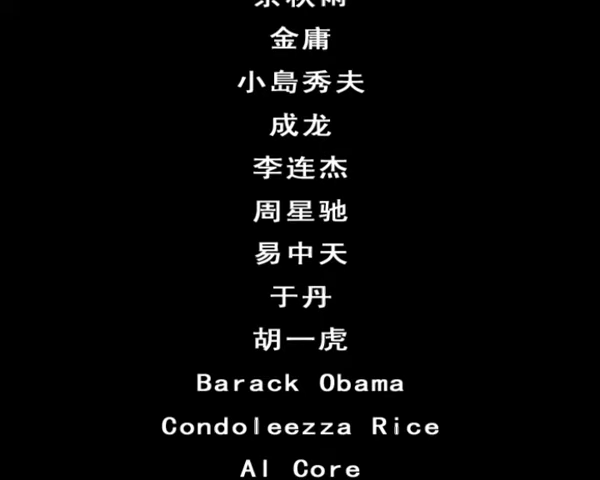 金庸
小島秀夫
成龙
李连杰
周星驰
易中天
于丹
胡一虎
Barack Obama
Condoleezza Rice
Al Core